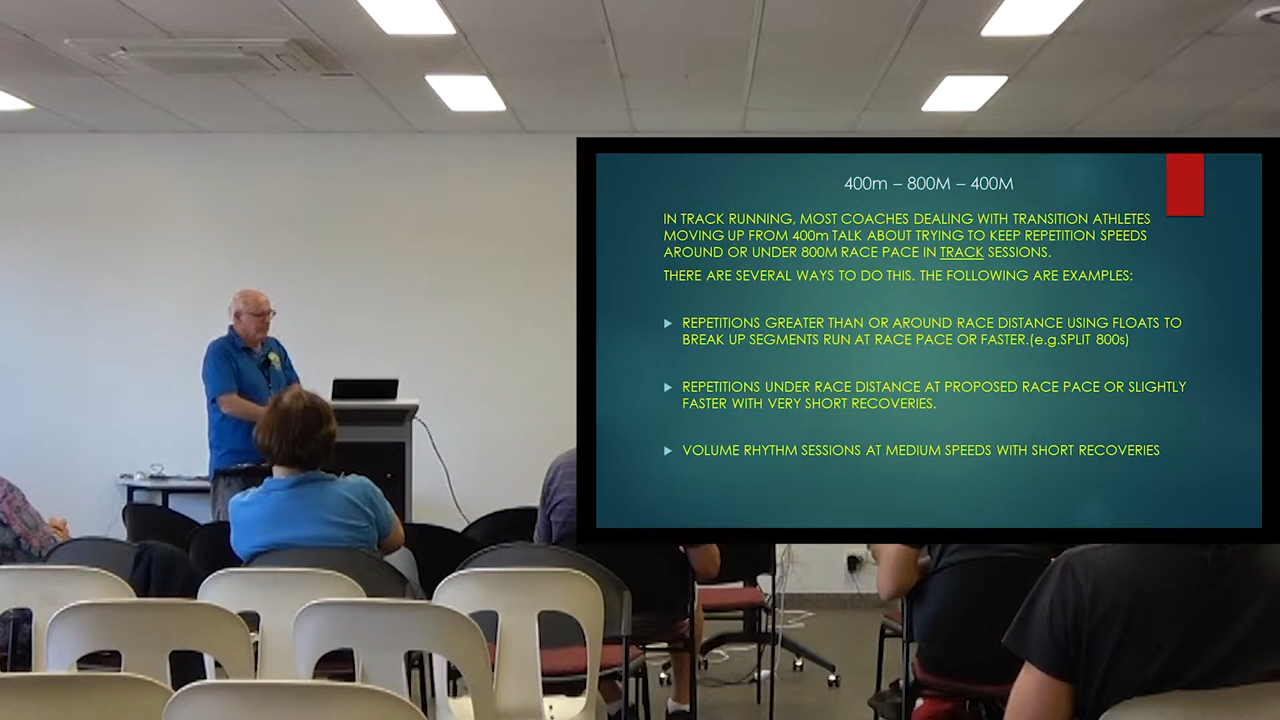 400m – 800M – 400M
IN TRACK RUNNING, MOST COACHES DEALING WITH TRANSITION ATHLETES
MOVING UP FROM 400m TALK ABOUT TRYING TO KEEP REPETITION SPEEDS
AROUND OR UNDER 800M RACE PACE IN TRACK SESSIONS.
THERE ARE SEVERAL WAYS TO DO THIS. THE FOLLOWING ARE EXAMPLES:
REPETITIONS GREATER THAN OR AROUND RACE DISTANCE USING FLOATS TO
BREAK UP SEGMENTS RUN AT RACE PACE OR FASTER.(e.g.SPLIT 800s)
REPETITIONS UNDER RACE DISTANCE AT PROPOSED RACE PACE OR SLIGHTLY
FASTER WITH VERY SHORT RECOVERIES.
VOLUME RHYTHM SESSIONS AT MEDIUM SPEEDS WITH SHORT RECOVERIES